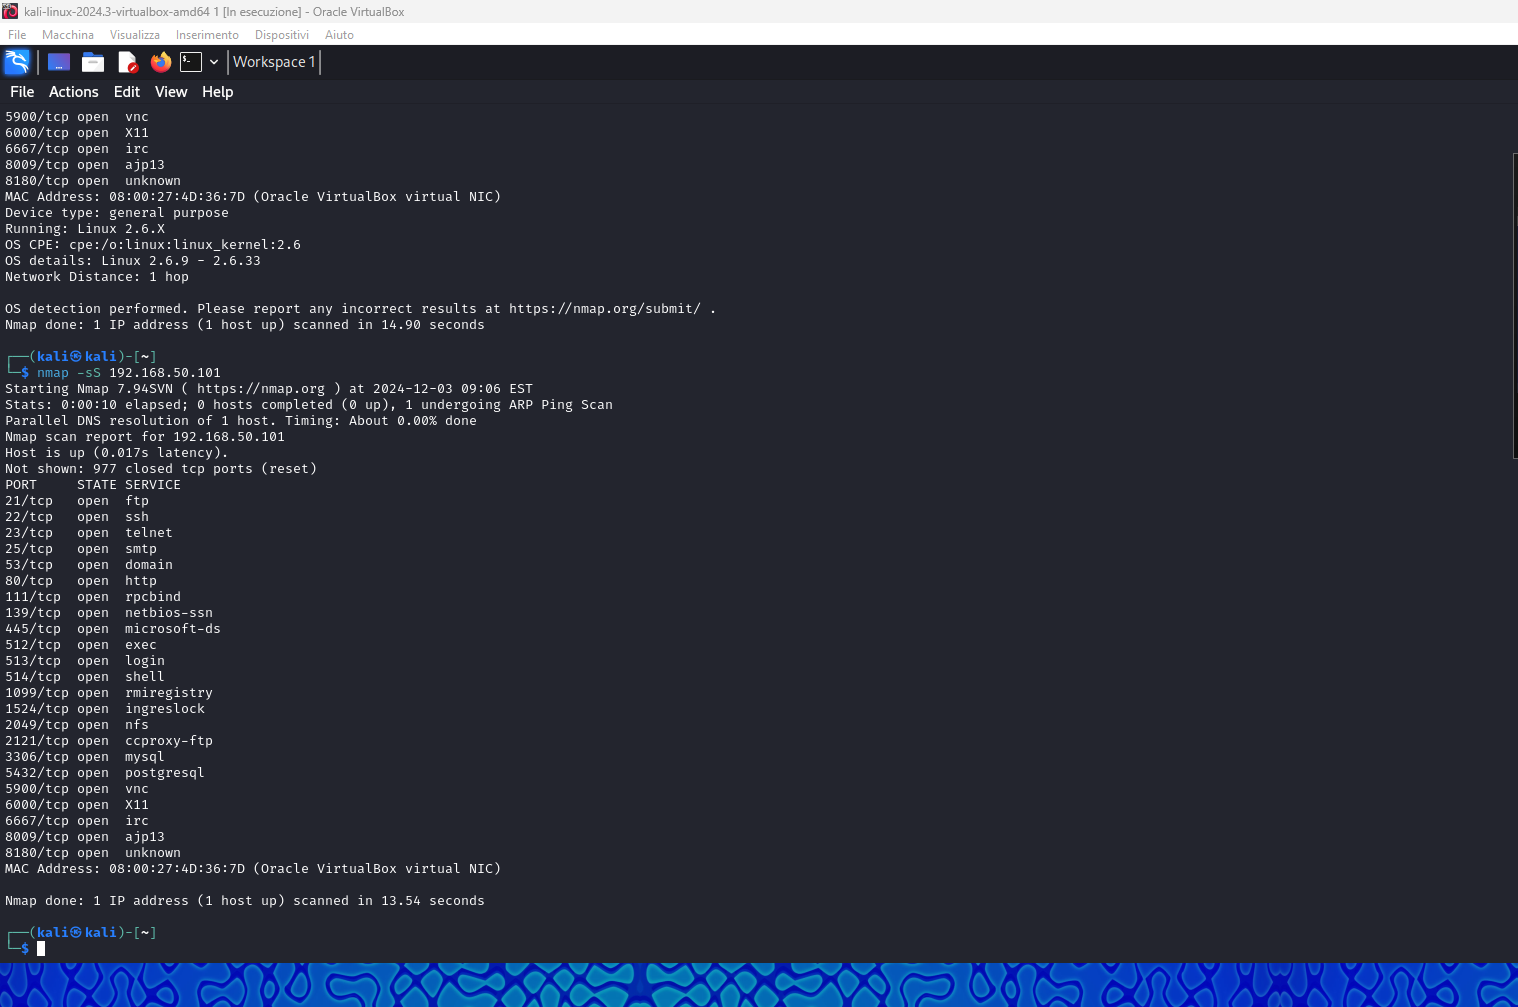 kali-linux-2024.3-virtualbox-amd64 1 [In esecuzione] - Oracle VirtualBox
File Macchina Visualizza Inserimento Dispositivi Aiuto
Workspace 1
File Actions Edit View Help
5900/tcp open  vnc
6000/tcp open  X11
6667/tcp open  irc
8009/tcp open  ajp13
8180/tcp open  unknown
MAC Address: 08:00:27:4D:36:7D (Oracle VirtualBox virtual NIC)
Device type: general purpose
Running: Linux 2.6.X
OS CPE: cpe:/o:linux:linux_kernel:2.6
OS details: Linux 2.6.9 - 2.6.33
Network Distance: 1 hop
OS detection performed. Please report any incorrect results at https://nmap.org/submit/ .
Nmap done: 1 IP address (1 host up) scanned in 14.90 seconds
┌──(kali㉿kali)-[~]
└─$ nmap -sS 192.168.50.101
Starting Nmap 7.94SVN ( https://nmap.org ) at 2024-12-03 09:06 EST
Stats: 0:00:10 elapsed; 0 hosts completed (0 up), 1 undergoing ARP Ping Scan
Parallel DNS resolution of 1 host. Timing: About 0.00% done
Nmap scan report for 192.168.50.101
Host is up (0.017s latency).
Not shown: 977 closed tcp ports (reset)
PORT     STATE SERVICE
21/tcp   open  ftp
22/tcp   open  ssh
23/tcp   open  telnet
25/tcp   open  smtp
53/tcp   open  domain
80/tcp   open  http
111/tcp  open  rpcbind
139/tcp  open  netbios-ssn
445/tcp  open  microsoft-ds
512/tcp  open  exec
513/tcp  open  login
514/tcp  open  shell
1099/tcp open  rmiregistry
1524/tcp open  ingreslock
2049/tcp open  nfs
2121/tcp open  ccproxy-ftp
3306/tcp open  mysql
5432/tcp open  postgresql
5900/tcp open  vnc
6000/tcp open  X11
6667/tcp open  irc
8009/tcp open  ajp13
8180/tcp open  unknown
MAC Address: 08:00:27:4D:36:7D (Oracle VirtualBox virtual NIC)
Nmap done: 1 IP address (1 host up) scanned in 13.54 seconds
┌──(kali㉿kali)-[~]
└─$